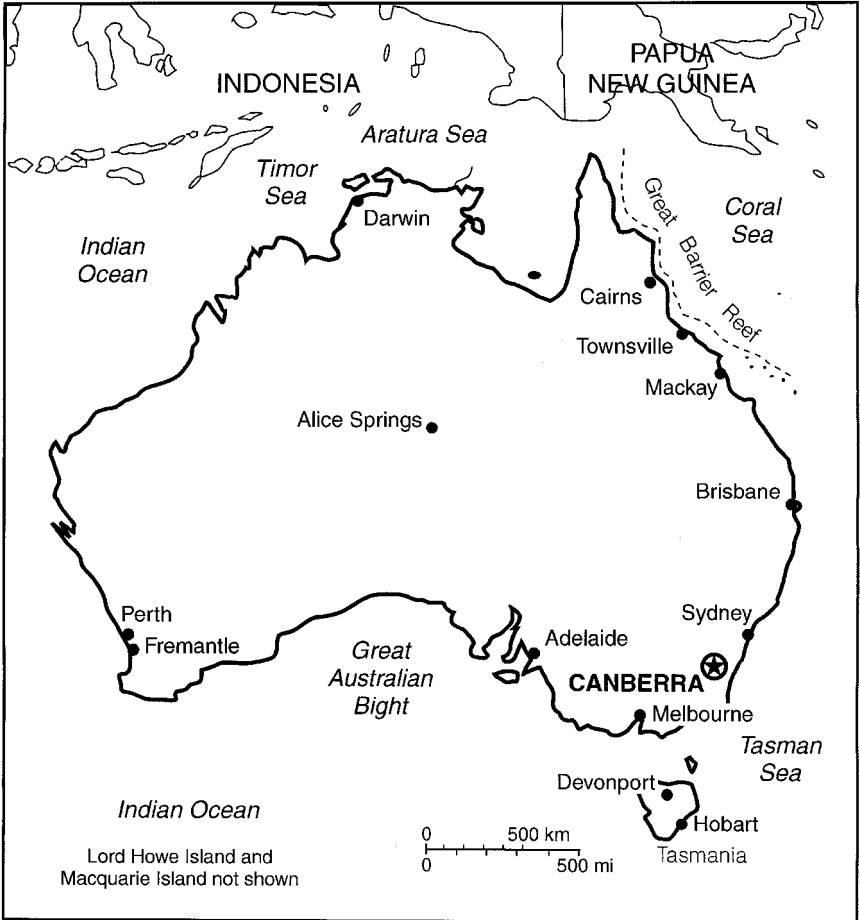 PAPUA
NEW GUINEA
INDONESIA
Aratura Sea
Timor
Sea
Darwin
Great Barrier Reef
Coral
Sea
Indian
Ocean
Cairns
Townsville
Mackay
Alice Springs
Brisbane
Perth
Fremantle
Sydney
Adelaide
Great
Australian
Bight
CANBERRA
Melbourne
Tasman
Sea
Devonport
Hobart
Tasmania
Indian Ocean
Lord Howe Island and
Macquarie Island not shown
0 500 km
0 500 mi